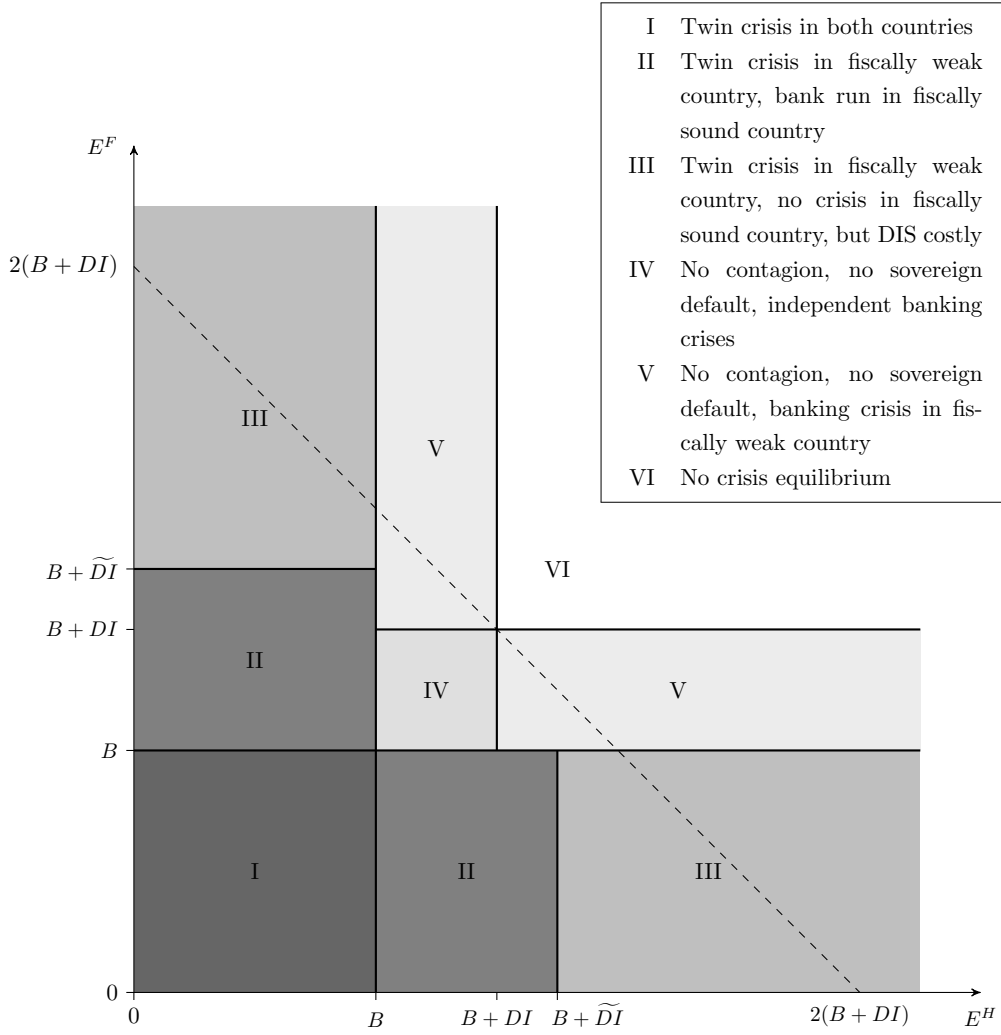 I Twin crisis in both countries
II Twin crisis in fiscally weak
country, bank run in fiscally
sound country
III Twin crisis in fiscally weak
country, no crisis in fiscally
sound country, but DIS costly
IV No contagion, no sovereign
default, independent banking
crises
V No contagion, no sovereign
default, banking crisis in fis-
cally weak country
VI No crisis equilibrium
E^F
2(B + DI)
III
V
B + \widetilde{DI}
VI
B + DI
II
IV
V
B
I
II
III
0
0
B
B + DI
B + \widetilde{DI}
2(B + DI)
E^H